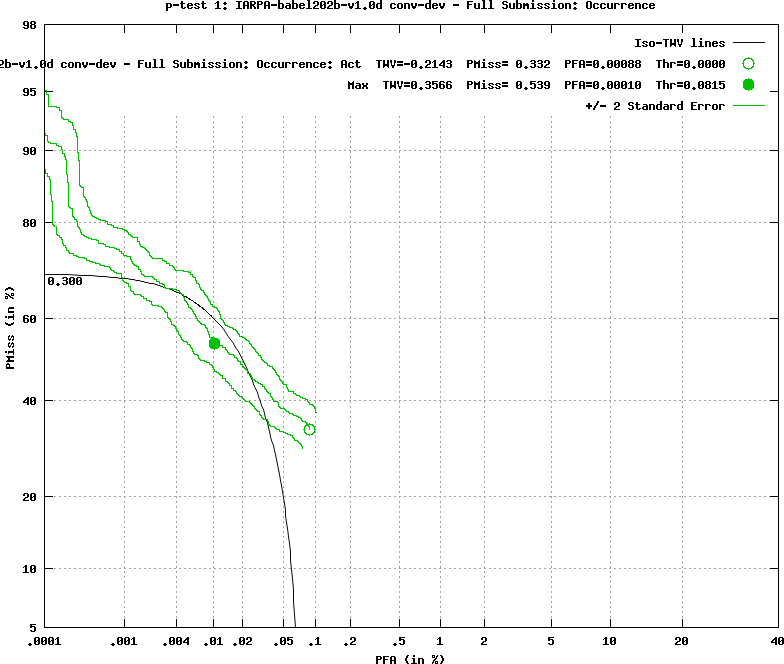 p-test 1: IARPA-babel202b-v1.0d conv-dev - Full Submission: Occurrence
Iso-TWV lines
2b-v1.0d conv-dev - Full Submission: Occurrence: Act TWV=-0.2143 PMiss= 0.332 PFA=0.00088 Thr=0.0000
Max TWV=0.3566 PMiss= 0.539 PFA=0.00010 Thr=0.0815
+/- 2 Standard Error
98
95
90
80
60
40
20
10
5
PMiss (in %)
0.300
.0001 .001 .004 .01 .02 .05 .1 .2 .5 1 2 5 10 20 40
PFA (in %)